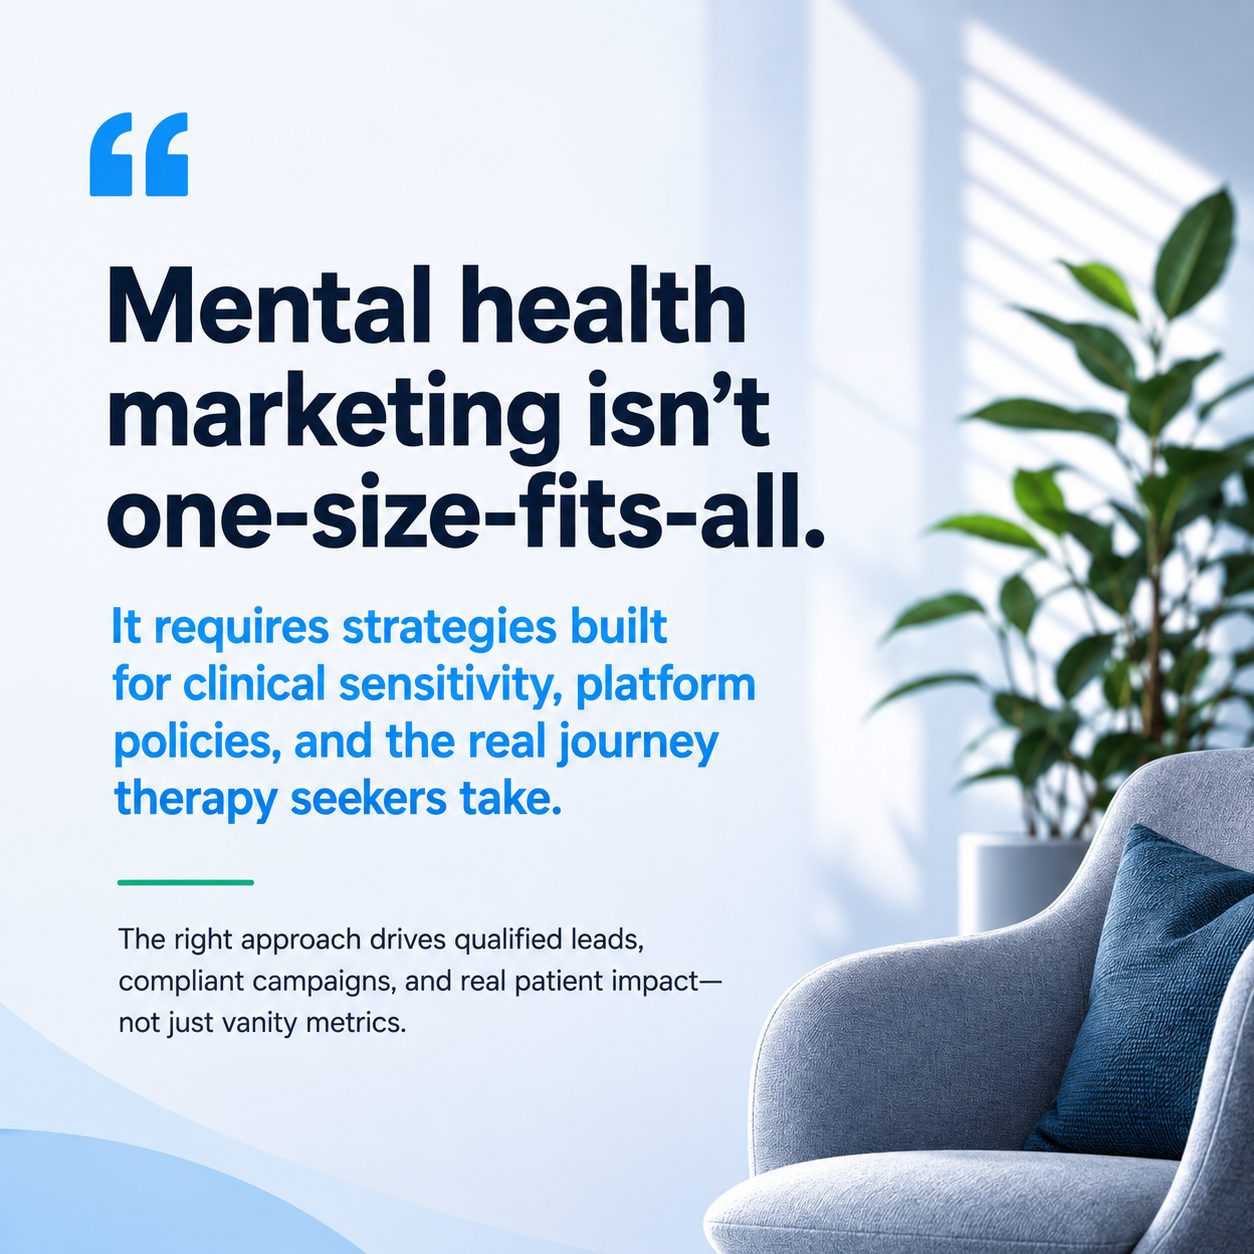 “
Mental health
marketing isn’t
one-size-fits-all.
It requires strategies built
for clinical sensitivity, platform
policies, and the real journey
therapy seekers take.
The right approach drives qualified leads,
compliant campaigns, and real patient impact—
not just vanity metrics.